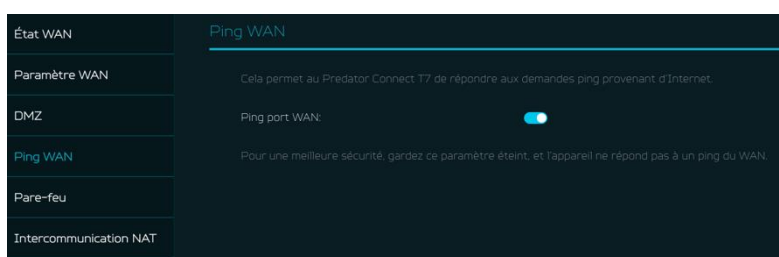 État WAN
Paramètre WAN
DMZ
Ping WAN
Pare-feu
Intercommunication NAT
Ping WAN
Cela permet au Predator Connect T7 de répondre aux demandes ping provenant d'Internet.
Ping port WAN:
Pour une meilleure sécurité, gardez ce paramètre éteint, et l'appareil ne répond pas à un ping du WAN.